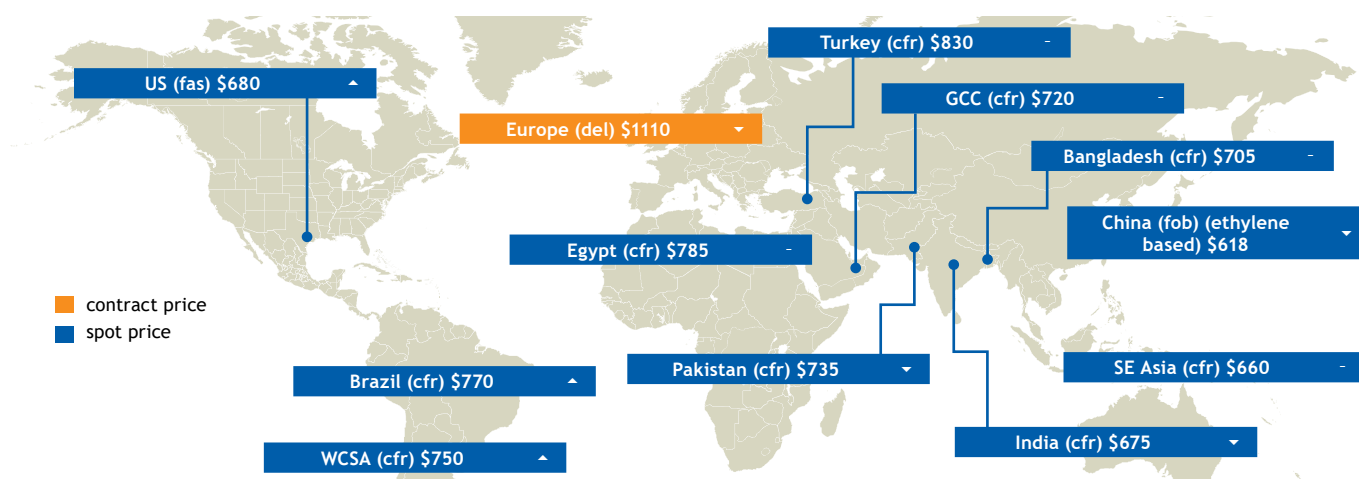 Turkey (cfr) $830 -
US (fas) $680
GCC (cfr) $720 -
Europe (del) $1110
Bangladesh (cfr) $705 -
China (fob) (ethylene
based) $618
Egypt (cfr) $785 -
contract price
spot price
Pakistan (cfr) $735
SE Asia (cfr) $660 -
Brazil (cfr) $770
India (cfr) $675
WCSA (cfr) $750